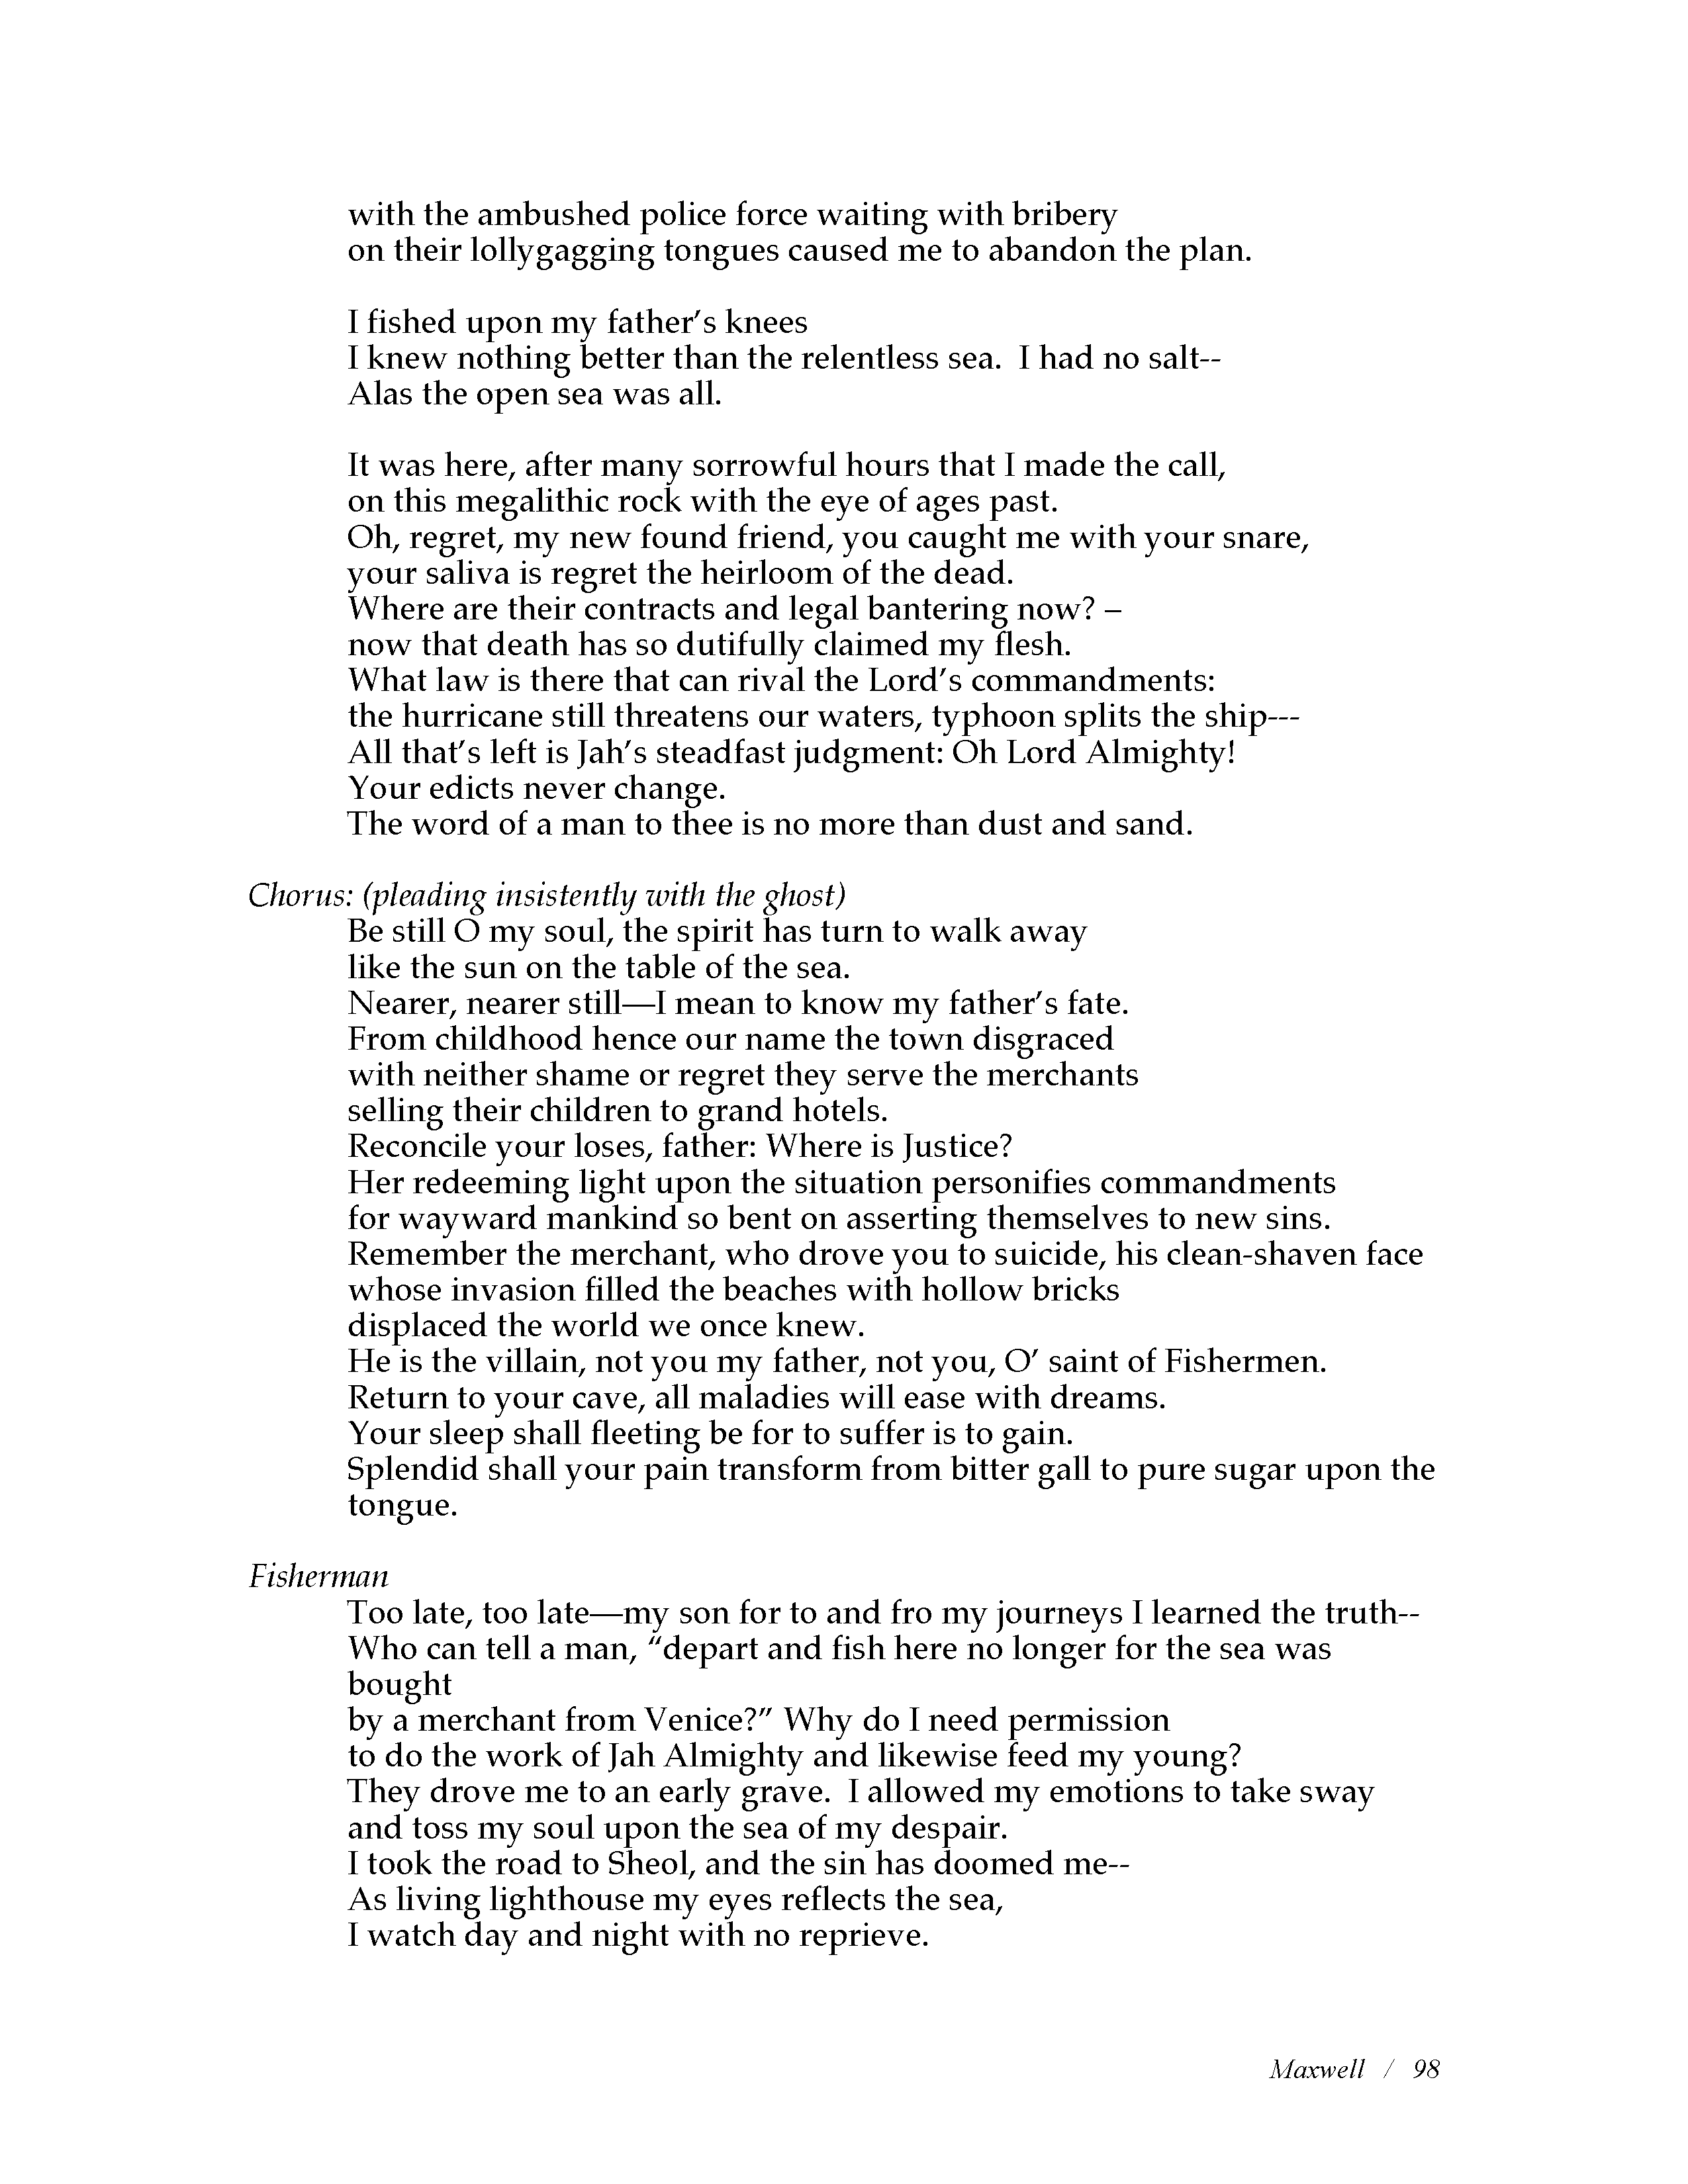 with the ambushed police force waiting with bribery
on their lollygagging tongues caused me to abandon the plan.
I fished upon my father’s knees
I knew nothing better than the relentless sea.  I had no salt--
Alas the open sea was all.
It was here, after many sorrowful hours that I made the call,
on this megalithic rock with the eye of ages past.
Oh, regret, my new found friend, you caught me with your snare,
your saliva is regret the heirloom of the dead.
Where are their contracts and legal bantering now? –
now that death has so dutifully claimed my flesh.
What law is there that can rival the Lord’s commandments:
the hurricane still threatens our waters, typhoon splits the ship---
All that’s left is Jah’s steadfast judgment: Oh Lord Almighty!
Your edicts never change.
The word of a man to thee is no more than dust and sand.
Chorus: (pleading insistently with the ghost)
Be still O my soul, the spirit has turn to walk away
like the sun on the table of the sea.
Nearer, nearer still—I mean to know my father’s fate.
From childhood hence our name the town disgraced
with neither shame or regret they serve the merchants
selling their children to grand hotels.
Reconcile your loses, father: Where is Justice?
Her redeeming light upon the situation personifies commandments
for wayward mankind so bent on asserting themselves to new sins.
Remember the merchant, who drove you to suicide, his clean-shaven face
whose invasion filled the beaches with hollow bricks
displaced the world we once knew.
He is the villain, not you my father, not you, O’ saint of Fishermen.
Return to your cave, all maladies will ease with dreams.
Your sleep shall fleeting be for to suffer is to gain.
Splendid shall your pain transform from bitter gall to pure sugar upon the
tongue.
Fisherman
Too late, too late—my son for to and fro my journeys I learned the truth--
Who can tell a man, “depart and fish here no longer for the sea was
bought
by a merchant from Venice?” Why do I need permission
to do the work of Jah Almighty and likewise feed my young?
They drove me to an early grave.  I allowed my emotions to take sway
and toss my soul upon the sea of my despair.
I took the road to Sheol, and the sin has doomed me--
As living lighthouse my eyes reflects the sea,
I watch day and night with no reprieve.
Maxwell / 98